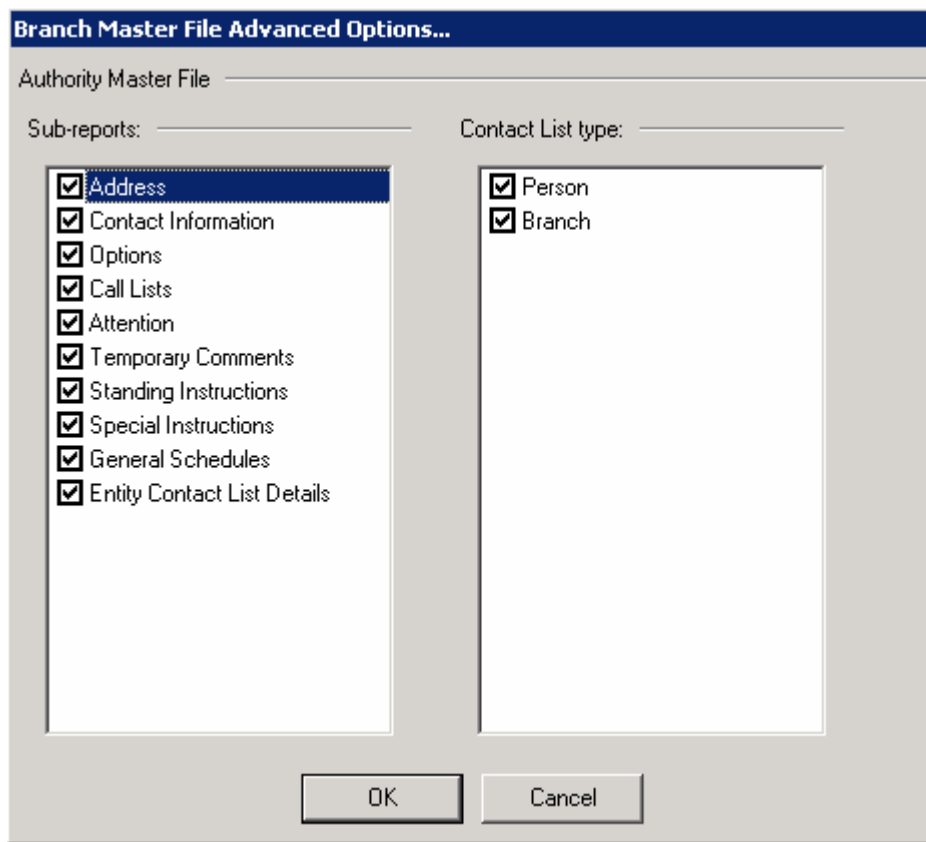 Branch Master File Advanced Options...
Authority Master File
Sub-reports:
Address
Contact Information
Options
Call Lists
Attention
Temporary Comments
Standing Instructions
Special Instructions
General Schedules
Entity Contact List Details
Contact List type:
Person
Branch
OK
Cancel